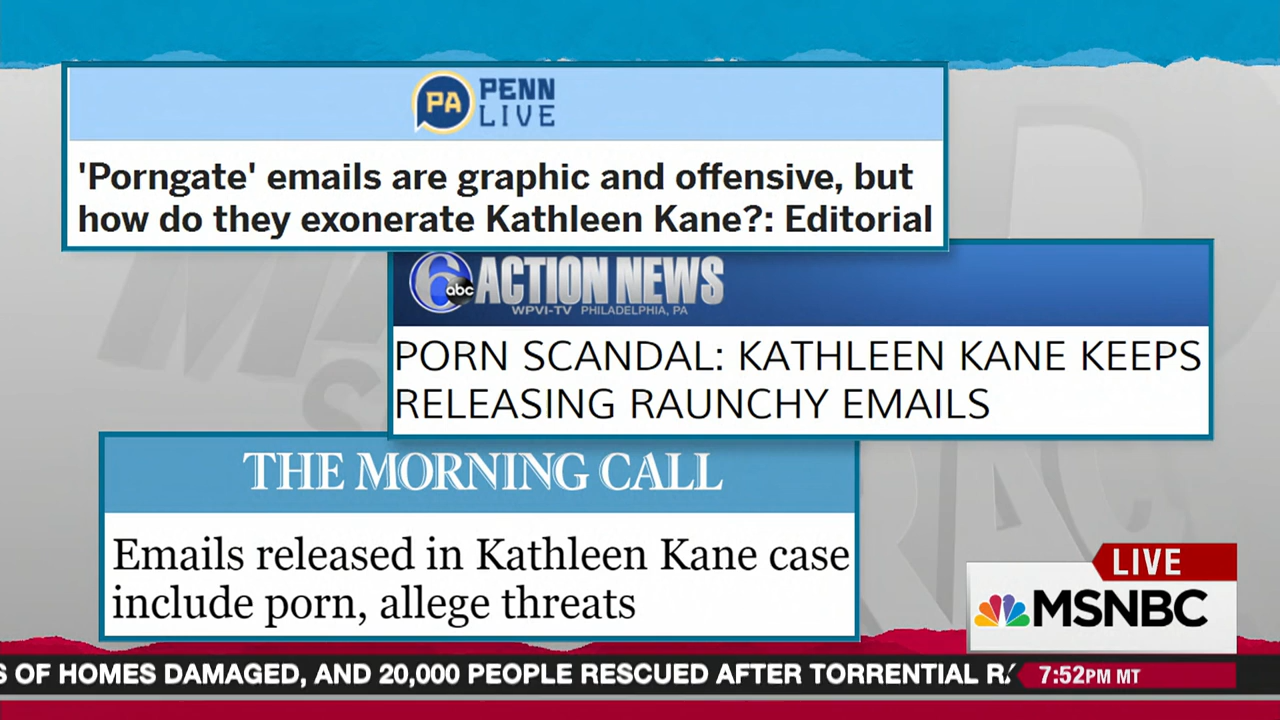 PA PENN
LIVE
'Porngate' emails are graphic and offensive, but
how do they exonerate Kathleen Kane?: Editorial
6 abc ACTION NEWS
WPVI-TV PHILADELPHIA, PA
PORN SCANDAL: KATHLEEN KANE KEEPS
RELEASING RAUNCHY EMAILS
THE MORNING CALL
Emails released in Kathleen Kane case
include porn, allege threats
LIVE
MSNBC
S OF HOMES DAMAGED, AND 20,000 PEOPLE RESCUED AFTER TORRENTIAL
7:52PM MT